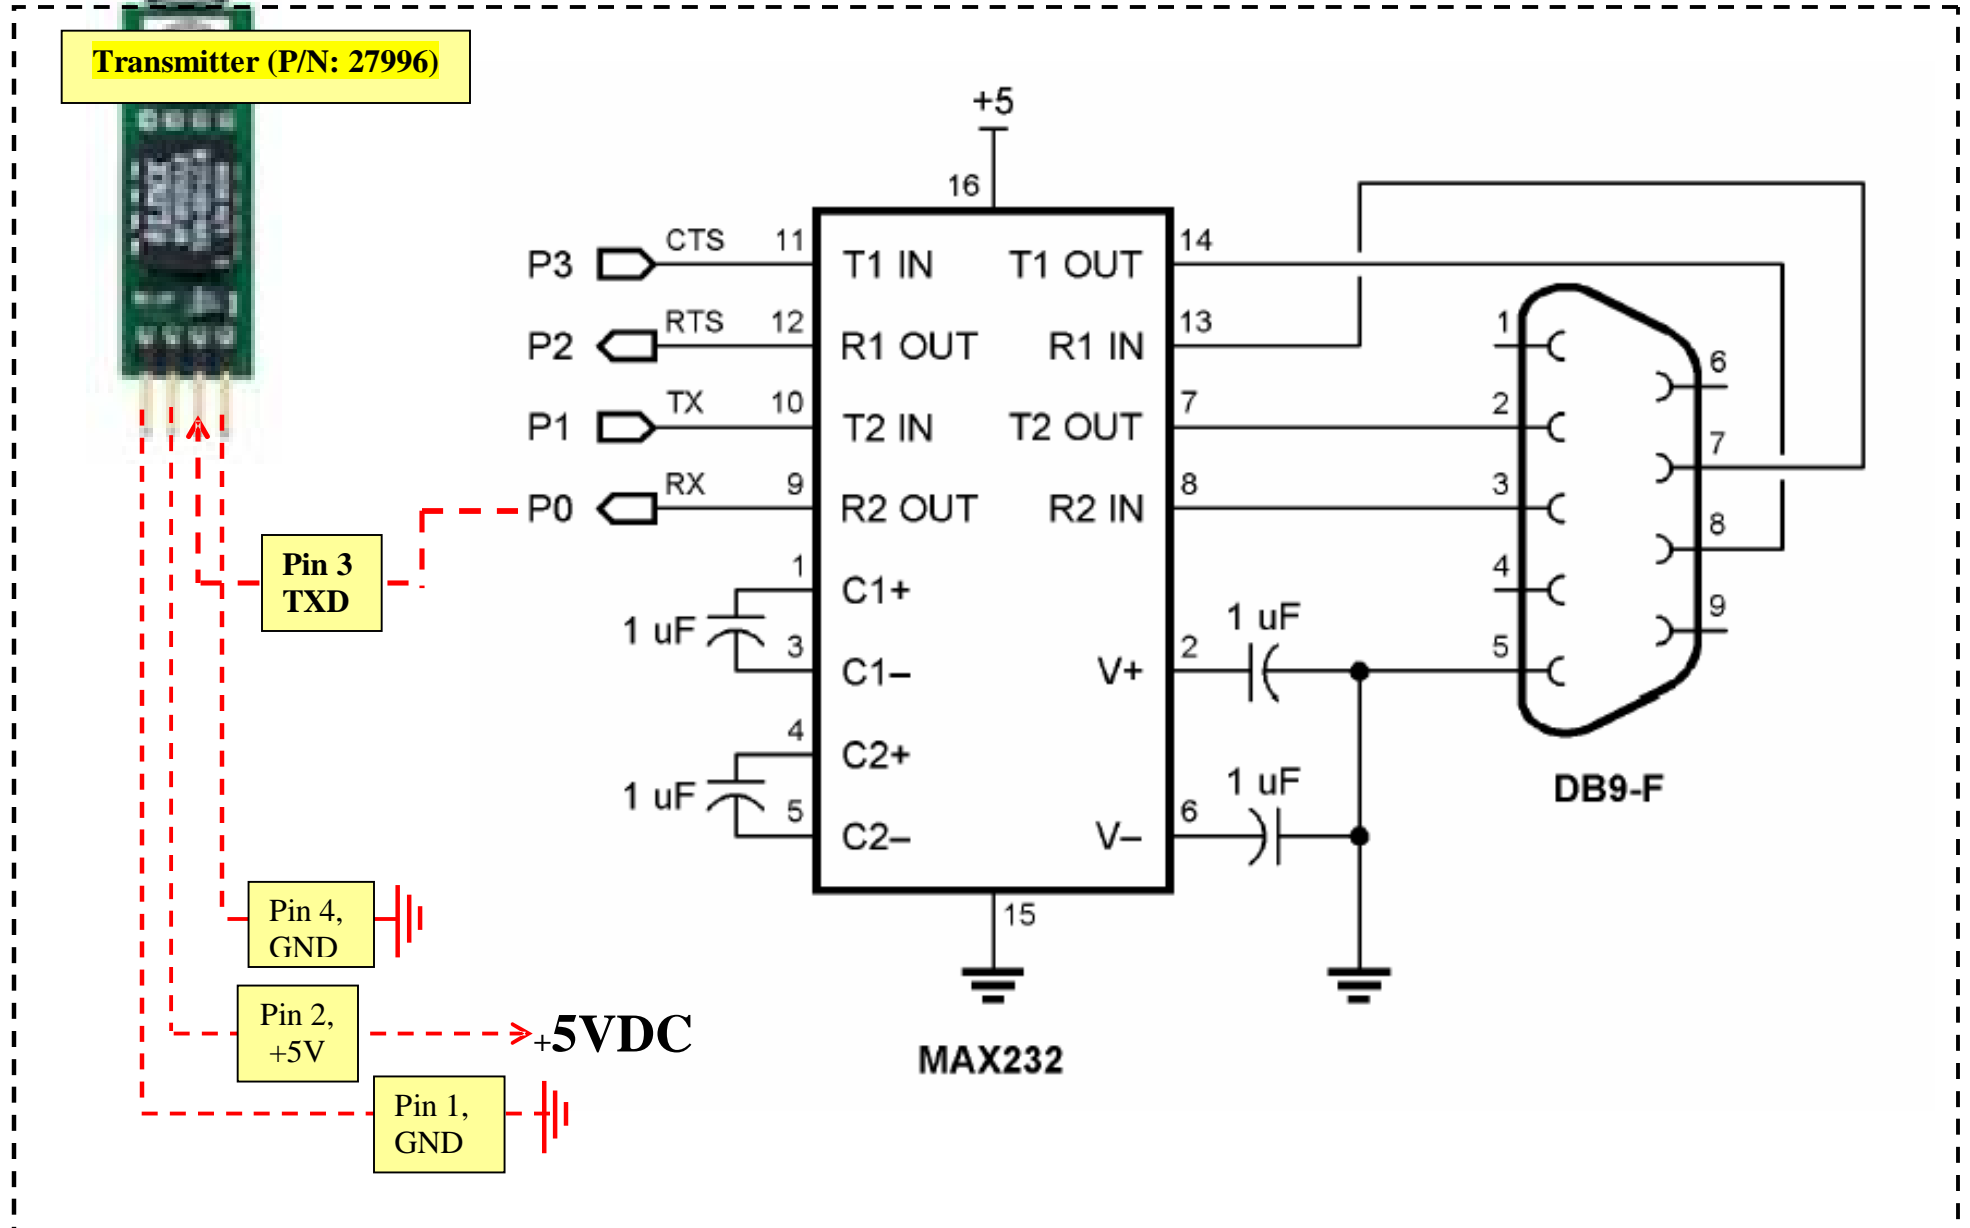 Transmitter (P/N: 27996)
+5
16
P3 CTS 11 T1 IN T1 OUT 14
P2 RTS 12 R1 OUT R1 IN 13
P1 TX 10 T2 IN T2 OUT 7
P0 RX 9 R2 OUT R2 IN 8
1 C1+
1 uF
3 C1–
4 C2+
1 uF
5 C2–
V+ 2 1 uF
V– 6 1 uF
15
MAX232
1
2
3
4
5
6
7
8
9
DB9-F
Pin 3
TXD
Pin 4,
GND
Pin 2,
+5V
+5VDC
Pin 1,
GND